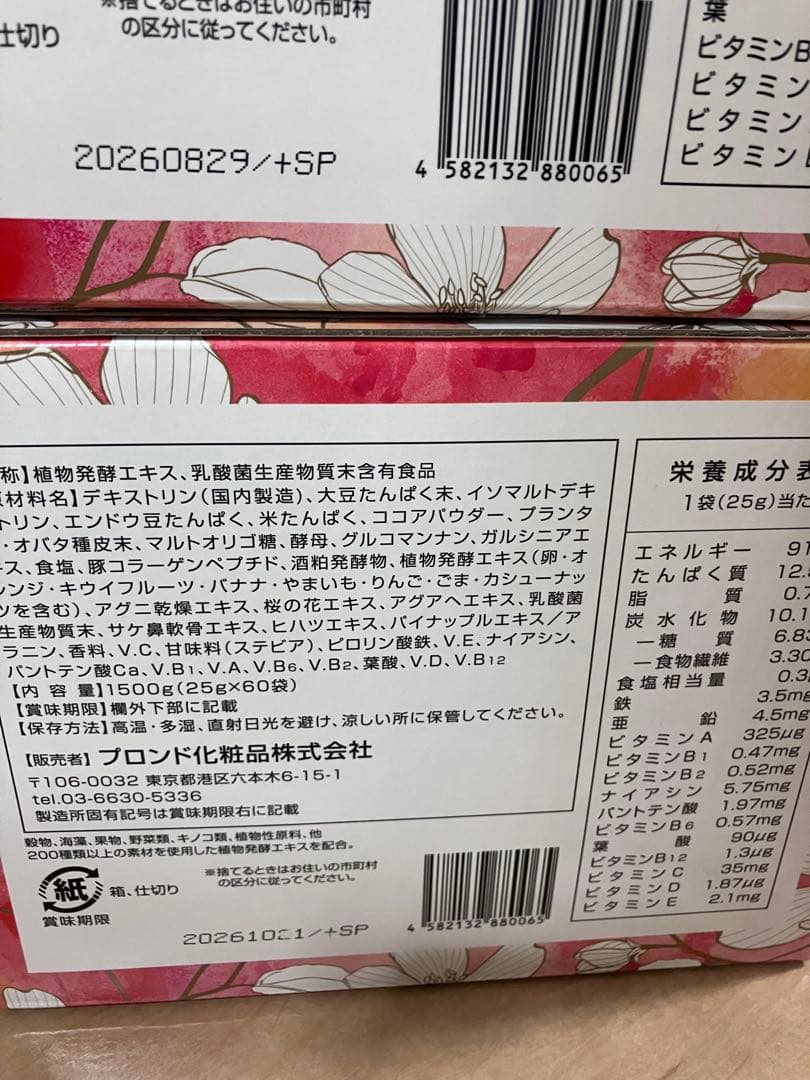 ※捨てるときはお住いの市町村
の区分に従ってください。
仕切り
20260829/+SP
4 582132 880065
葉
ビタミンB
ビタミン
ビタミン
ビタミン
称】植物発酵エキス、乳酸菌生産物質末含有食品
材料名】デキストリン(国内製造)、大豆たんぱく末、イソマルトデキ
トリン、エンドウ豆たんぱく、米たんぱく、ココアパウダー、プランタ
・オバタ種皮末、マルトオリゴ糖、酵母、グルコマンナン、ガルシニアエ
ス、食塩、豚コラーゲンペプチド、酒粕発酵物、植物発酵エキス(卵・オ
レンジ・キウイフルーツ・バナナ・やまいも・りんご・ごま・カシューナッ
ツを含む)、アグニ乾燥エキス、桜の花エキス、アグアヘエキス、乳酸菌
生産物質末、サケ鼻軟骨エキス、ヒハツエキス、パイナップルエキス/ア
ラニン、香料、V.C、甘味料(ステビア)、ピロリン酸鉄、V.E、ナイアシン、
パントテン酸Ca、V.B1、V.A、V.B6、V.B2、葉酸、V.D、V.B12
【内 容 量】1500g(25g×60袋)
【賞味期限】欄外下部に記載
【保存方法】高温・多湿、直射日光を避け、涼しい所に保管してください。
【販売者】ブロンド化粧品株式会社
〒106-0032 東京都港区六本木6-15-1
tel.03-6630-5336
製造所固有記号は賞味期限右に記載
穀物、海藻、果物、野菜類、キノコ類、植物性原料、他
200種類以上の素材を使用した植物発酵エキスを配合。
紙
箱、仕切り
※捨てるときはお住いの市町村
の区分に従ってください。
賞味期限
20261021/+SP
4 582132 880065
栄養成分表
1袋(25g)当た
エネルギー 91
たんぱく質 12.
脂質 0.7
炭水化物 10.1
―糖質 6.8
―食物繊維 3.30
食塩相当量 0.3
鉄 3.5mg
亜鉛 4.5mg
ビタミンA 325μg
ビタミンB1 0.47mg
ビタミンB2 0.52mg
ナイアシン 5.75mg
パントテン酸 1.97mg
ビタミンB6 0.57mg
葉酸 90μg
ビタミンB12 1.3μg
ビタミンC 35mg
ビタミンD 1.87μg
ビタミンE 2.1mg